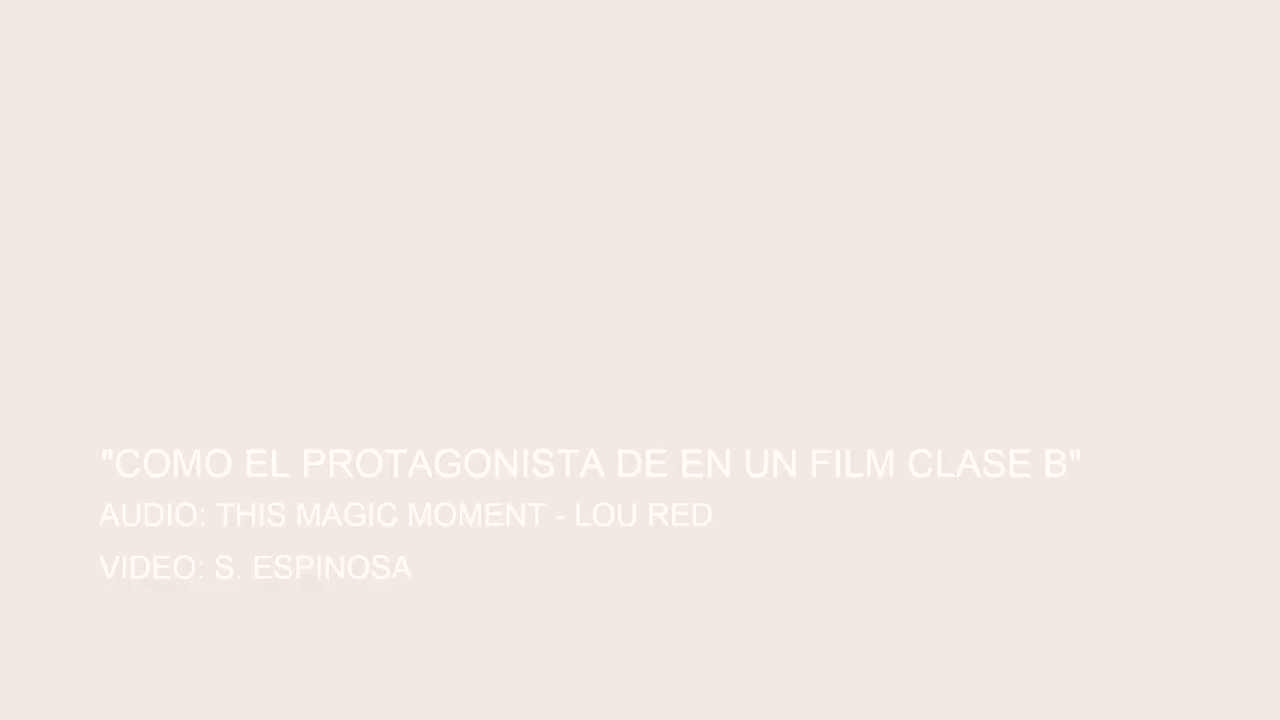 "COMO EL PROTAGONISTA DE EN UN FILM CLASE B"
AUDIO: THIS MAGIC MOMENT - LOU RED
VIDEO: S. ESPINOSA